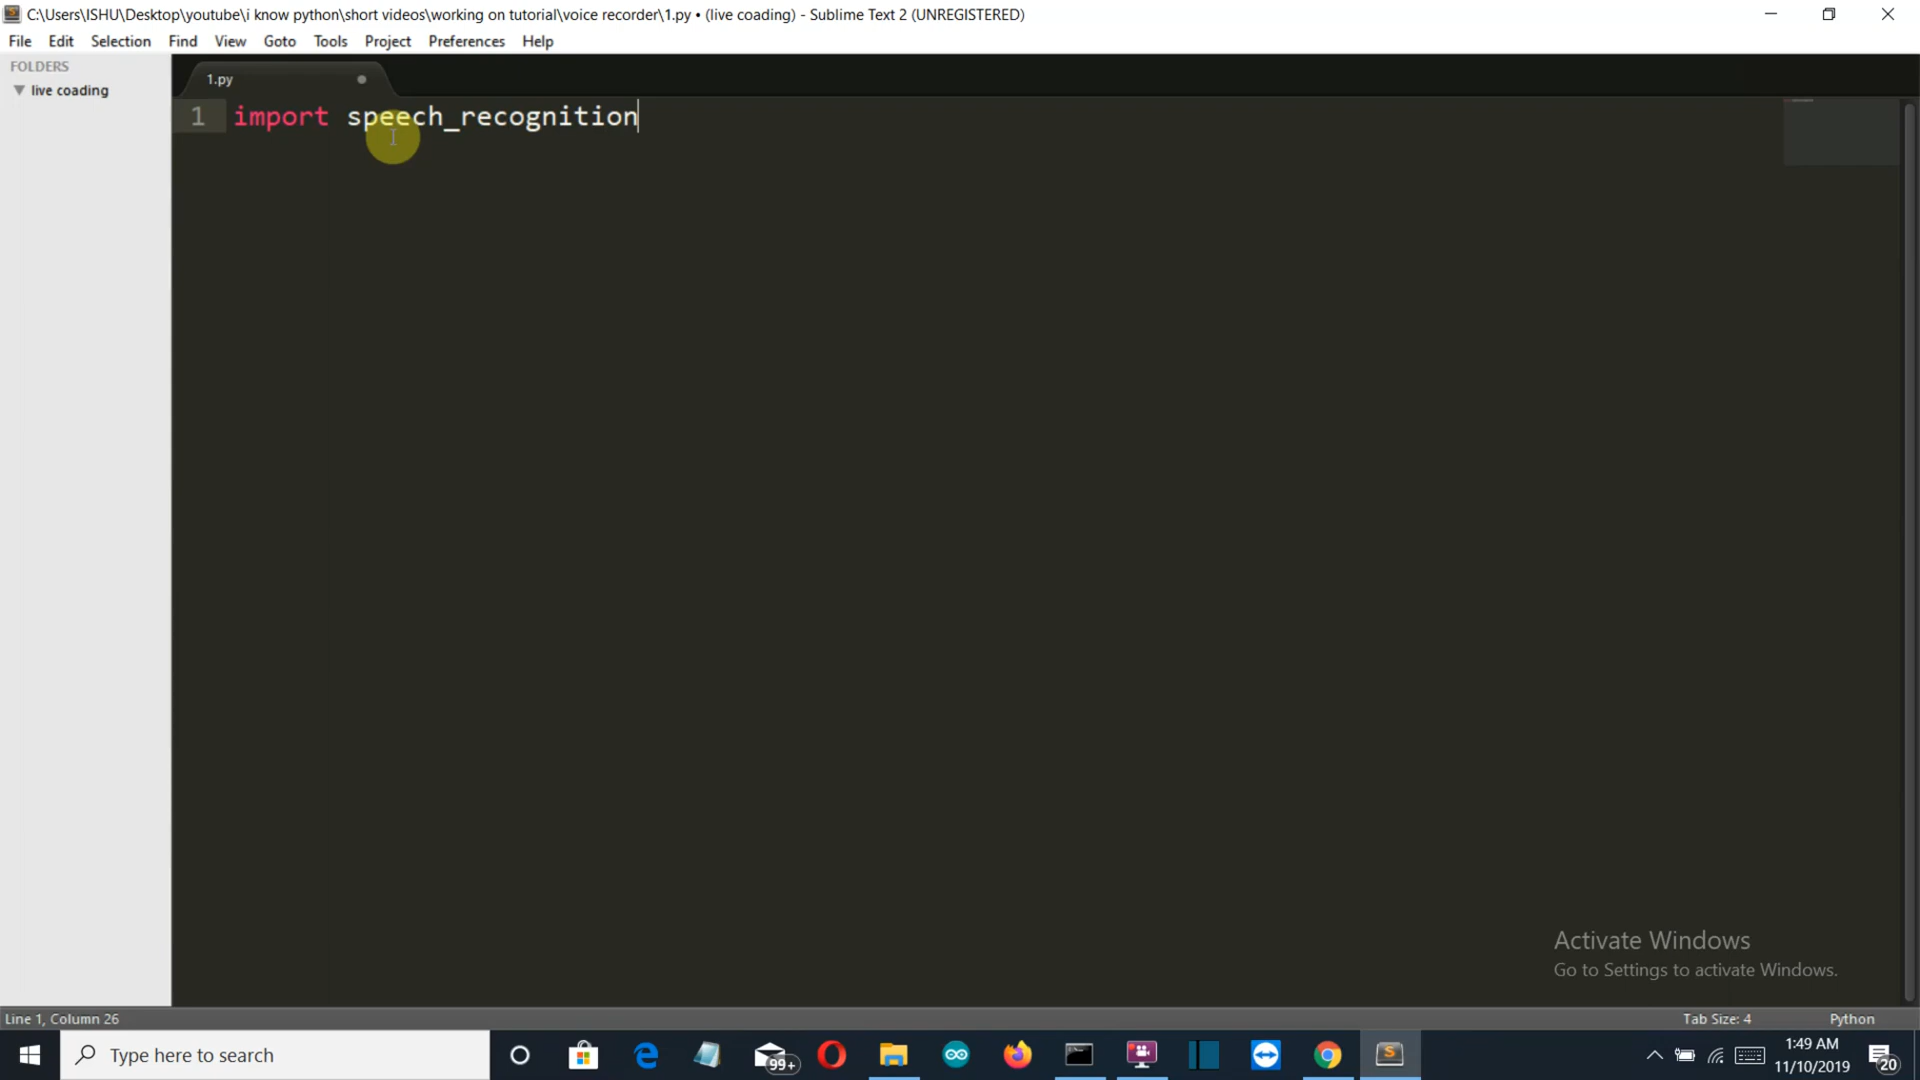 C:\Users\ISHU\Desktop\youtube\i know python\short videos\working on tutorial\voice recorder\1.py • (live coading) - Sublime Text 2 (UNREGISTERED)
File Edit Selection Find View Goto Tools Project Preferences Help
FOLDERS
live coading
1.py
1 import speech_recognition
Activate Windows
Go to Settings to activate Windows.
Line 1, Column 26
Tab Size: 4 Python
Type here to search
99+
1:49 AM
11/10/2019
20